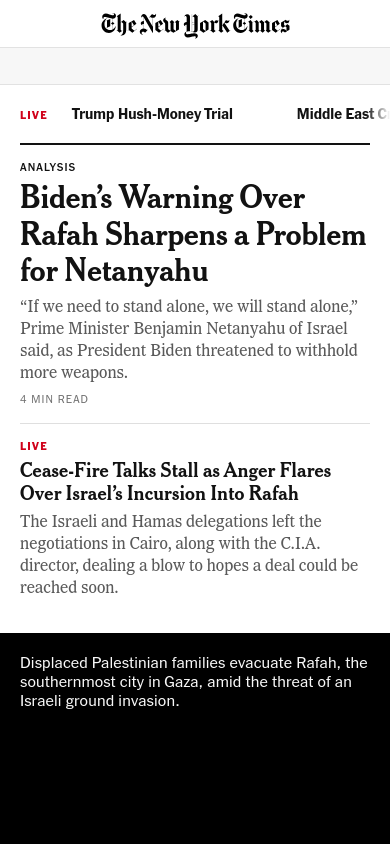 The New York Times
LIVE
Trump Hush-Money Trial
Middle East C
ANALYSIS
Biden’s Warning Over
Rafah Sharpens a Problem
for Netanyahu
“If we need to stand alone, we will stand alone,”
Prime Minister Benjamin Netanyahu of Israel
said, as President Biden threatened to withhold
more weapons.
4 MIN READ
LIVE
Cease-Fire Talks Stall as Anger Flares
Over Israel’s Incursion Into Rafah
The Israeli and Hamas delegations left the
negotiations in Cairo, along with the C.I.A.
director, dealing a blow to hopes a deal could be
reached soon.
Displaced Palestinian families evacuate Rafah, the
southernmost city in Gaza, amid the threat of an
Israeli ground invasion.